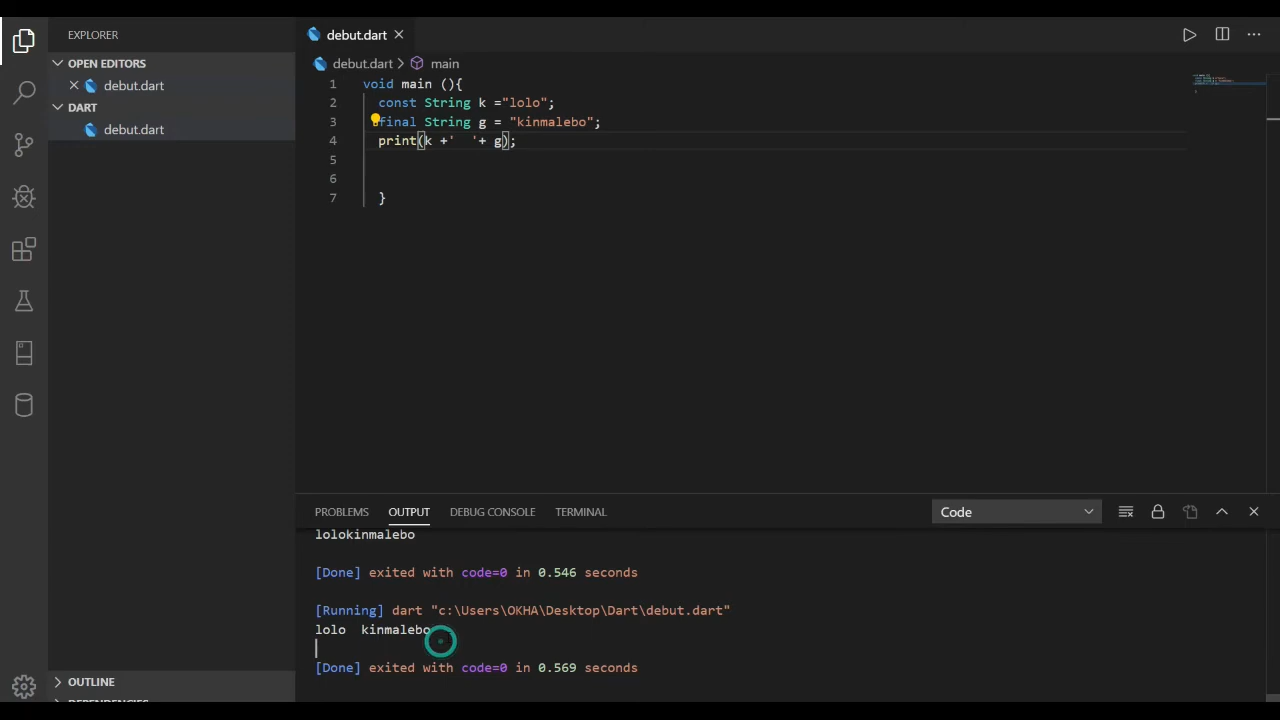 EXPLORER
OPEN EDITORS
debut.dart
DART
debut.dart
OUTLINE
debut.dart
debut.dart > main
1 void main (){
2 const String k ="lolo";
3 final String g = "kinmalebo";
4 print(k +'  '+ g);
5
6
7 }
PROBLEMS OUTPUT DEBUG CONSOLE TERMINAL Code
lolokinmalebo
[Done] exited with code=0 in 0.546 seconds
[Running] dart "c:\Users\OKHA\Desktop\Dart\debut.dart"
lolo  kinmalebo
[Done] exited with code=0 in 0.569 seconds